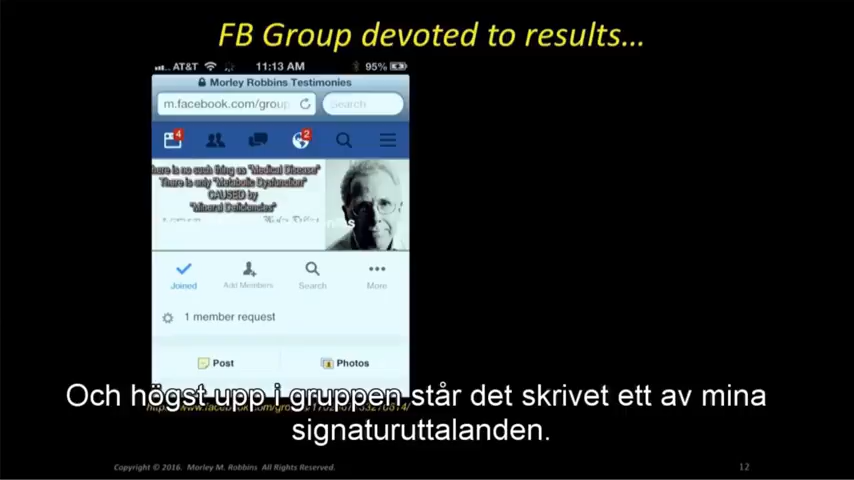 FB Group devoted to results…
AT&T 11:13 AM 95%
Morley Robbins Testimonies
m.facebook.com/group Search
4 2
There is no such thing as "Medical Disease"
There is only "Metabolic Dysfunction"
CAUSED by
"Mineral Deficiencies"
Joined Add Members Search More
1 member request
Post Photos
Och högst upp i gruppen står det skrivet ett av mina
signaturuttalanden.
Copyright © 2016. Morley M. Robbins All Rights Reserved. 12